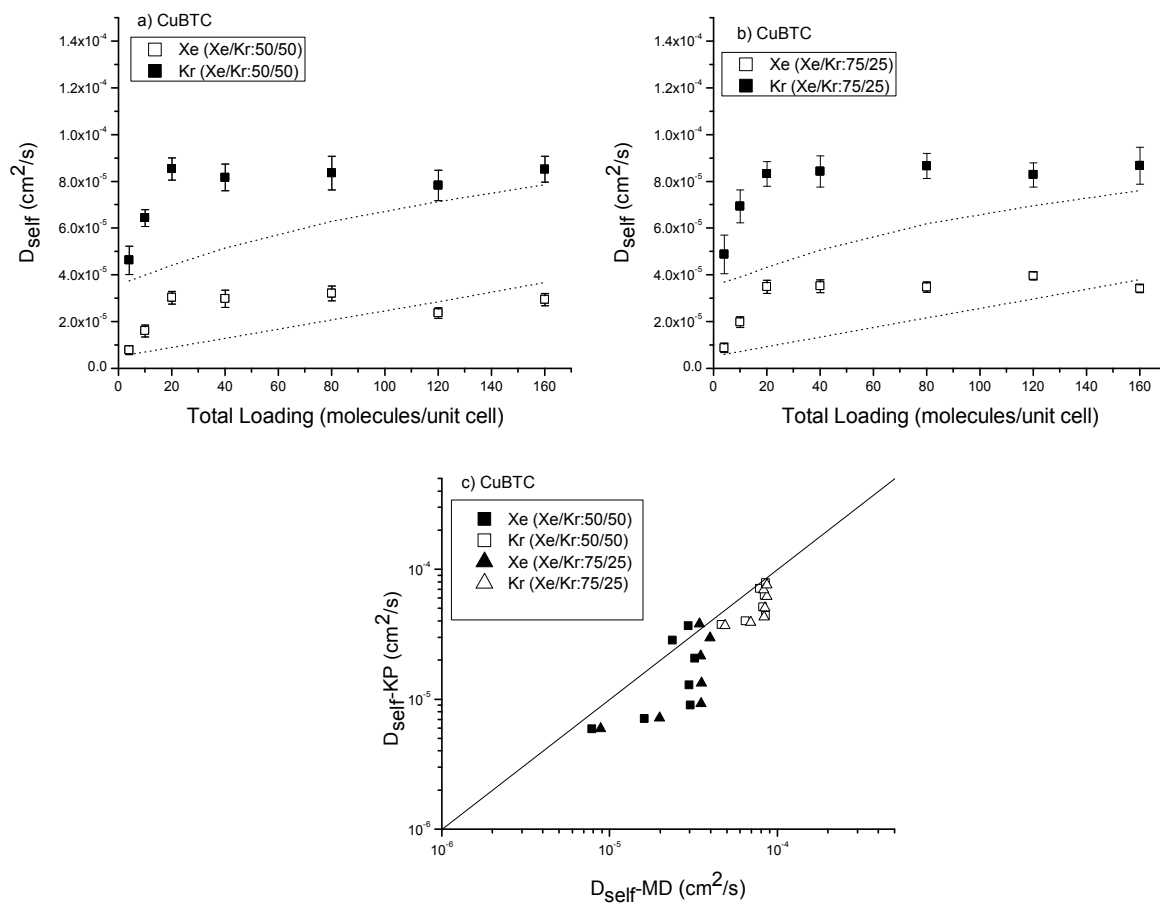 a) CuBTC
Xe (Xe/Kr:50/50)
Kr (Xe/Kr:50/50)
1.4x10⁻⁴
1.2x10⁻⁴
1.0x10⁻⁴
8.0x10⁻⁵
6.0x10⁻⁵
4.0x10⁻⁵
2.0x10⁻⁵
0.0
D_self (cm²/s)
0 20 40 60 80 100 120 140 160
Total Loading (molecules/unit cell)
b) CuBTC
Xe (Xe/Kr:75/25)
Kr (Xe/Kr:75/25)
1.4x10⁻⁴
1.2x10⁻⁴
1.0x10⁻⁴
8.0x10⁻⁵
6.0x10⁻⁵
4.0x10⁻⁵
2.0x10⁻⁵
0.0
D_self (cm²/s)
0 20 40 60 80 100 120 140 160
Total Loading (molecules/unit cell)
c) CuBTC
Xe (Xe/Kr:50/50)
Kr (Xe/Kr:50/50)
Xe (Xe/Kr:75/25)
Kr (Xe/Kr:75/25)
10⁻⁴
10⁻⁵
10⁻⁶
D_self-KP (cm²/s)
10⁻⁶ 10⁻⁵ 10⁻⁴
D_self-MD (cm²/s)